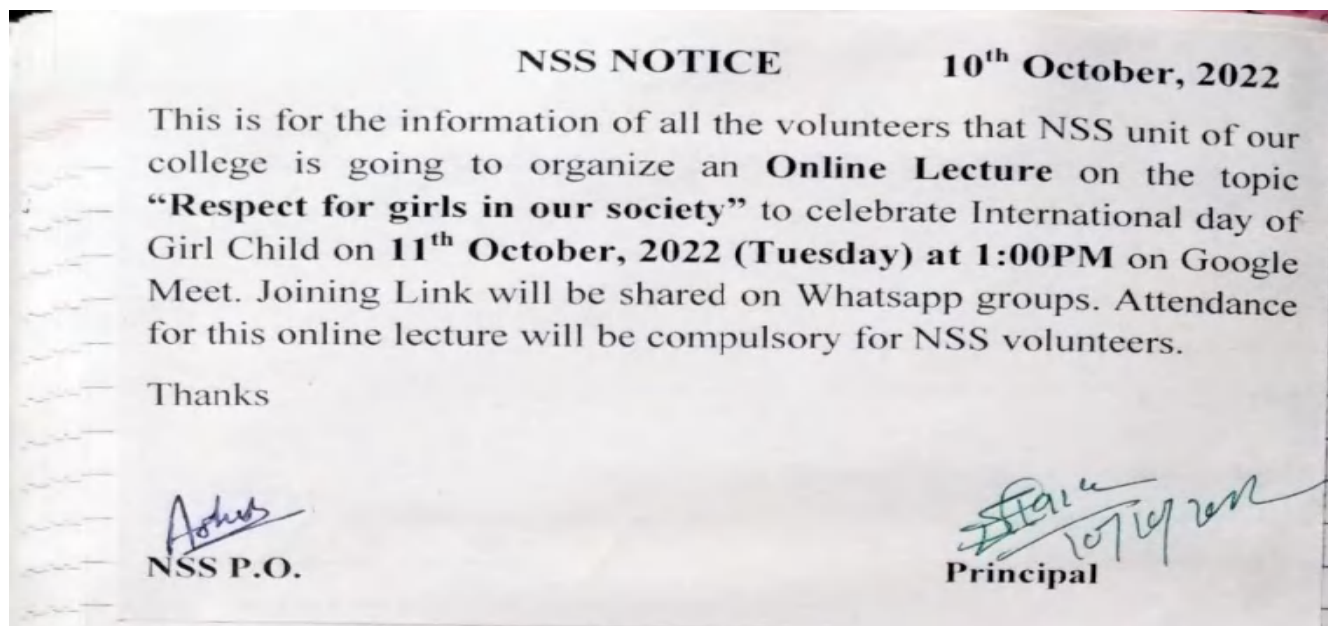 NSS NOTICE 10th October, 2022
This is for the information of all the volunteers that NSS unit of our
college is going to organize an Online Lecture on the topic
“Respect for girls in our society” to celebrate International day of
Girl Child on 11th October, 2022 (Tuesday) at 1:00PM on Google
Meet. Joining Link will be shared on Whatsapp groups. Attendance
for this online lecture will be compulsory for NSS volunteers.
Thanks
10/10/2022
NSS P.O. Principal